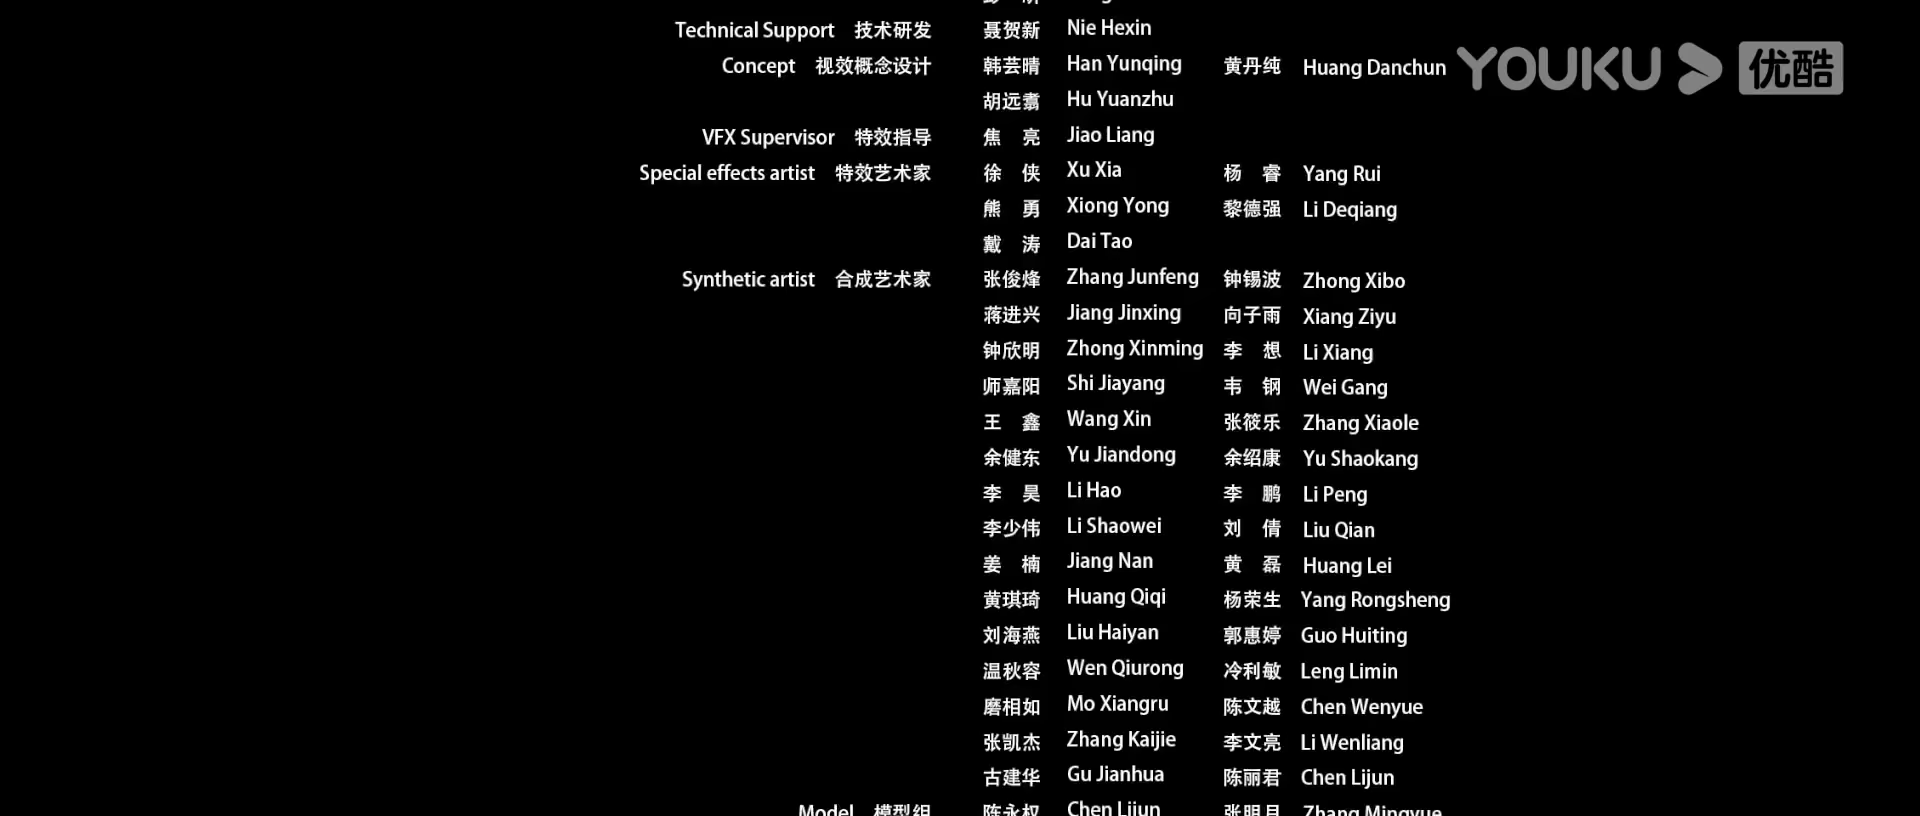 Technical Support 技术研发 聂贺新 Nie Hexin
Concept 视效概念设计 韩芸晴 Han Yunqing 黄丹纯 Huang Danchun YOUKU 优酷
胡远翥 Hu Yuanzhu
VFX Supervisor 特效指导 焦亮 Jiao Liang
Special effects artist 特效艺术家 徐侠 Xu Xia 杨睿 Yang Rui
熊勇 Xiong Yong 黎德强 Li Deqiang
戴涛 Dai Tao
Synthetic artist 合成艺术家 张俊烽 Zhang Junfeng 钟锡波 Zhong Xibo
蒋进兴 Jiang Jinxing 向子雨 Xiang Ziyu
钟欣明 Zhong Xinming 李想 Li Xiang
师嘉阳 Shi Jiayang 韦钢 Wei Gang
王鑫 Wang Xin 张筱乐 Zhang Xiaole
余健东 Yu Jiandong 余绍康 Yu Shaokang
李昊 Li Hao 李鹏 Li Peng
李少伟 Li Shaowei 刘倩 Liu Qian
姜楠 Jiang Nan 黄磊 Huang Lei
黄琪琦 Huang Qiqi 杨荣生 Yang Rongsheng
刘海燕 Liu Haiyan 郭惠婷 Guo Huiting
温秋容 Wen Qiurong 冷利敏 Leng Limin
磨相如 Mo Xiangru 陈文越 Chen Wenyue
张凯杰 Zhang Kaijie 李文亮 Li Wenliang
古建华 Gu Jianhua 陈丽君 Chen Lijun
Model 模型组 陈永权 Chen Lijun 张明月 Zhang Mingyue